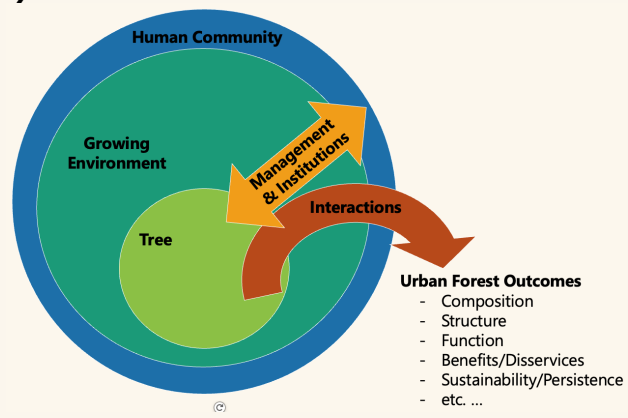 Human Community
Growing
Environment
Management
& Institutions
Tree
Interactions
Urban Forest Outcomes
- Composition
- Structure
- Function
- Benefits/Disservices
- Sustainability/Persistence
- etc. ...